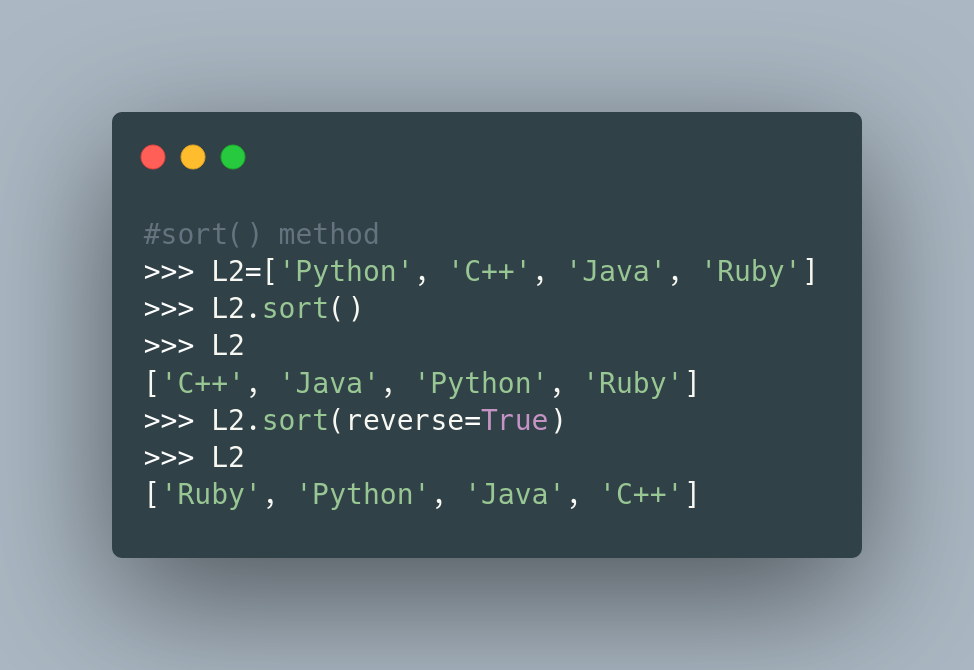 #sort() method
>>> L2=['Python', 'C++', 'Java', 'Ruby']
>>> L2.sort()
>>> L2
['C++', 'Java', 'Python', 'Ruby']
>>> L2.sort(reverse=True)
>>> L2
['Ruby', 'Python', 'Java', 'C++']